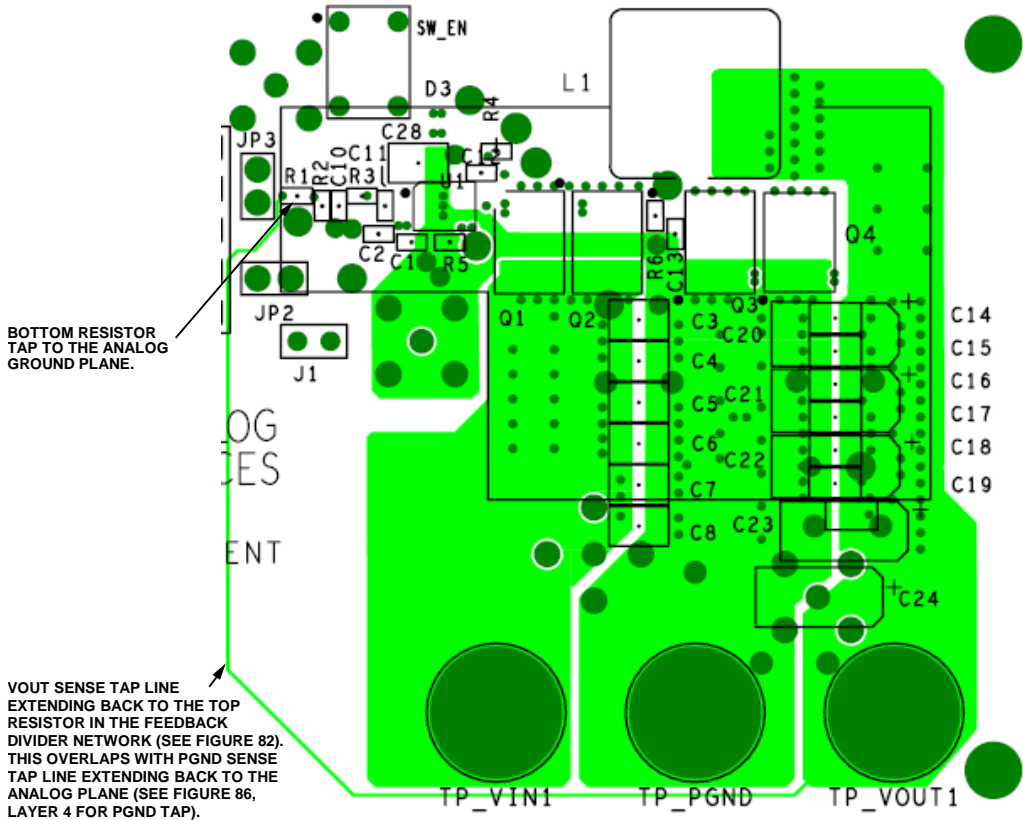 SW_EN
D3
L1
R4
C28
JP3
C11
C12
R1
R2
C10
R3
U1
Q4
C2
C1
R5
R6
C13
JP2
Q1
Q2
C3
Q3
C20
C14
BOTTOM RESISTOR
TAP TO THE ANALOG
GROUND PLANE.
J1
C4
C15
C5
C21
C16
C17
OG
CES
C6
C22
C18
C7
C19
ENT
C8
C23
C24
VOUT SENSE TAP LINE
EXTENDING BACK TO THE TOP
RESISTOR IN THE FEEDBACK
DIVIDER NETWORK (SEE FIGURE 82).
THIS OVERLAPS WITH PGND SENSE
TAP LINE EXTENDING BACK TO THE
ANALOG PLANE (SEE FIGURE 86,
LAYER 4 FOR PGND TAP).
TP_VIN1
TP_PGND
TP_VOUT1